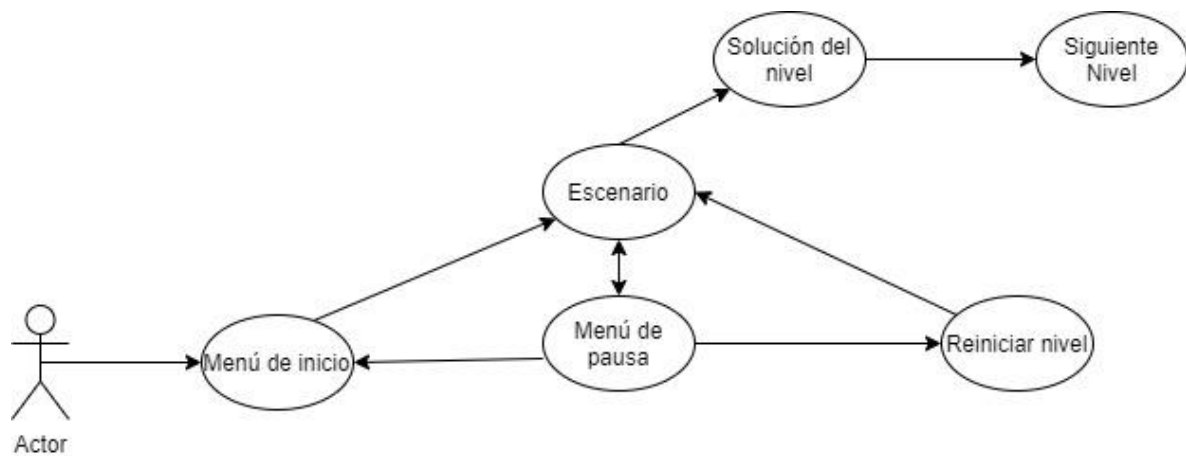 Solución del
nivel
Siguiente
Nivel
Escenario
Menú de inicio
Menú de
pausa
Reiniciar nivel
Actor